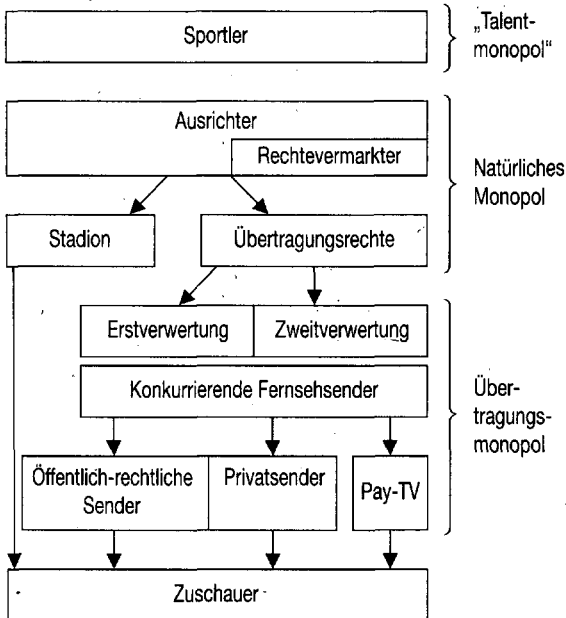 Sportler
„Talent-
monopol“
Ausrichter
Rechtevermarkter
Natürliches
Monopol
Stadion
Übertragungsrechte
Erstverwertung
Zweitverwertung
Konkurrierende Fernsehsender
Über-
tragungs-
monopol
Öffentlich-rechtliche
Sender
Privatsender
Pay-TV
Zuschauer